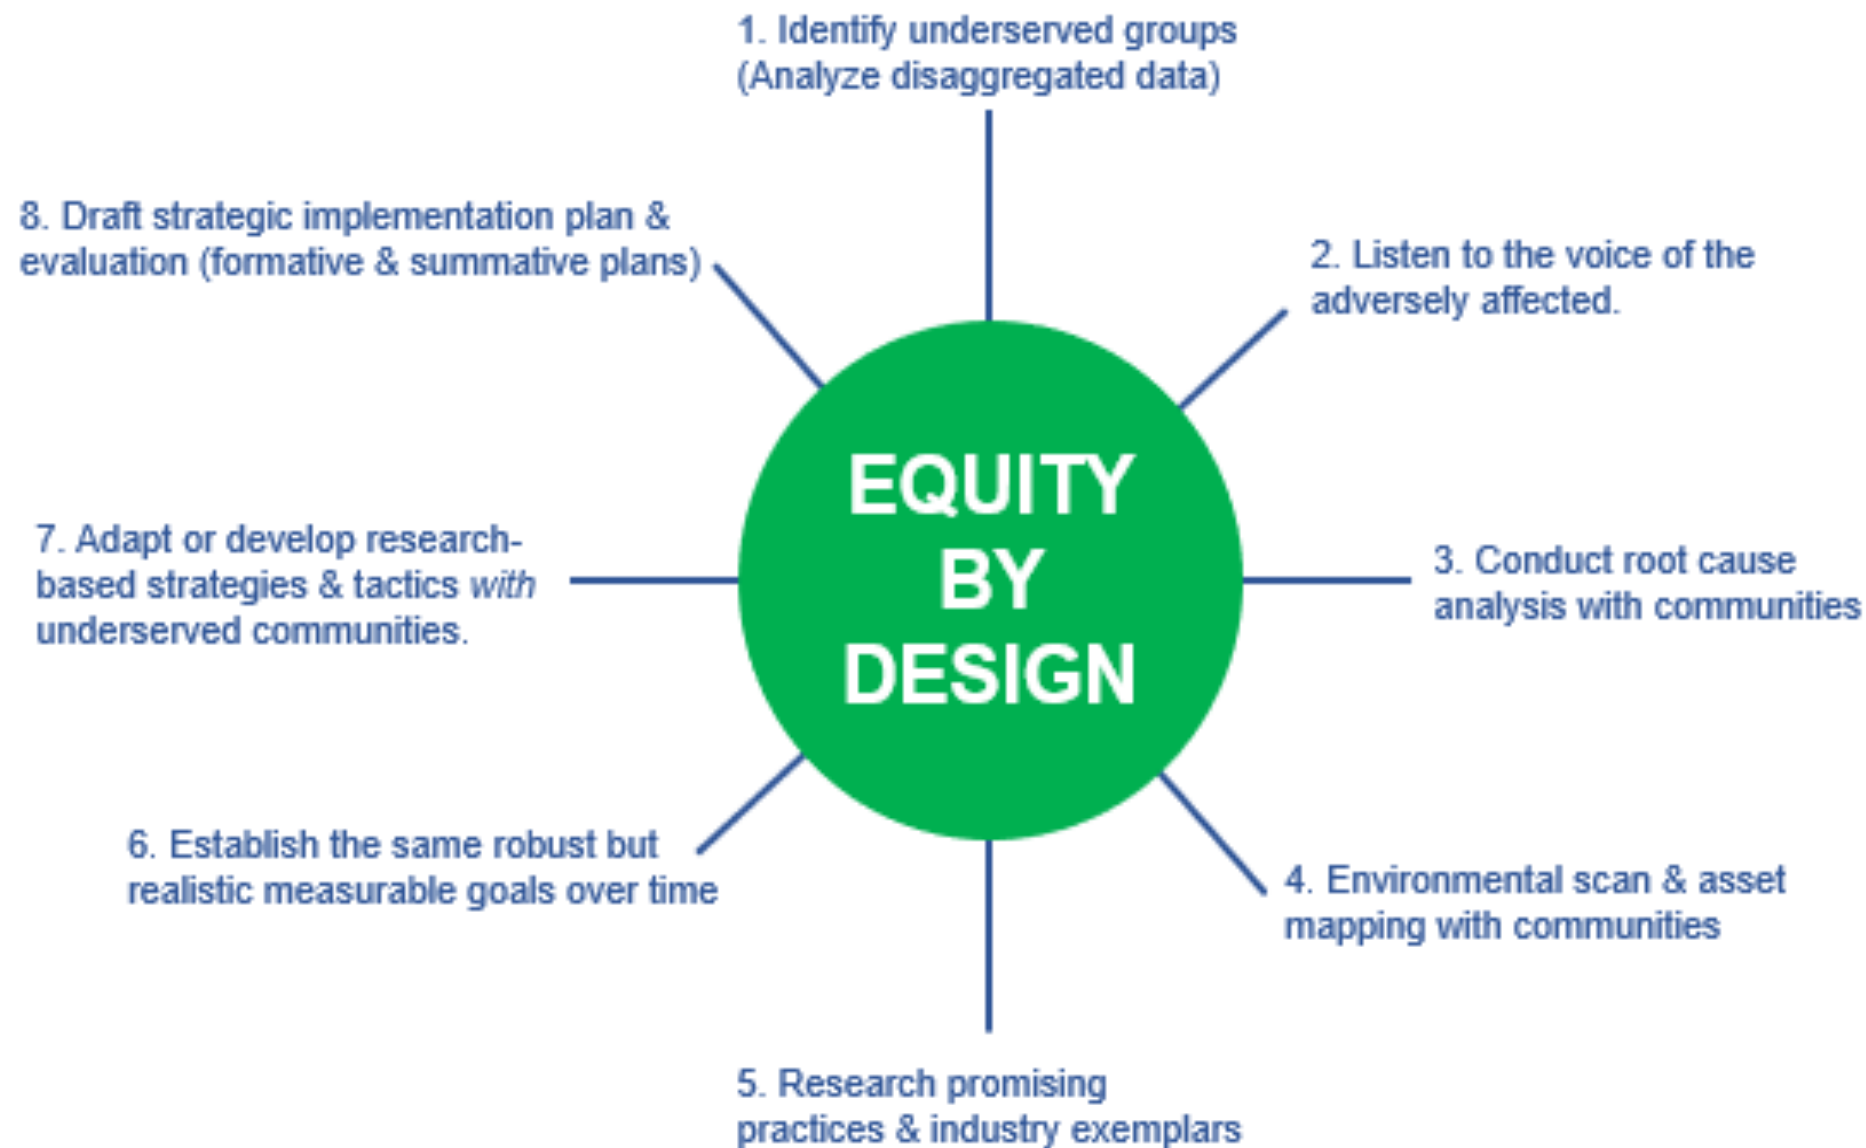 1. Identify underserved groups
(Analyze disaggregated data)
2. Listen to the voice of the
adversely affected.
3. Conduct root cause
analysis with communities
4. Environmental scan & asset
mapping with communities
5. Research promising
practices & industry exemplars
6. Establish the same robust but
realistic measurable goals over time
7. Adapt or develop research-
based strategies & tactics with
underserved communities.
8. Draft strategic implementation plan &
evaluation (formative & summative plans)
EQUITY
BY
DESIGN